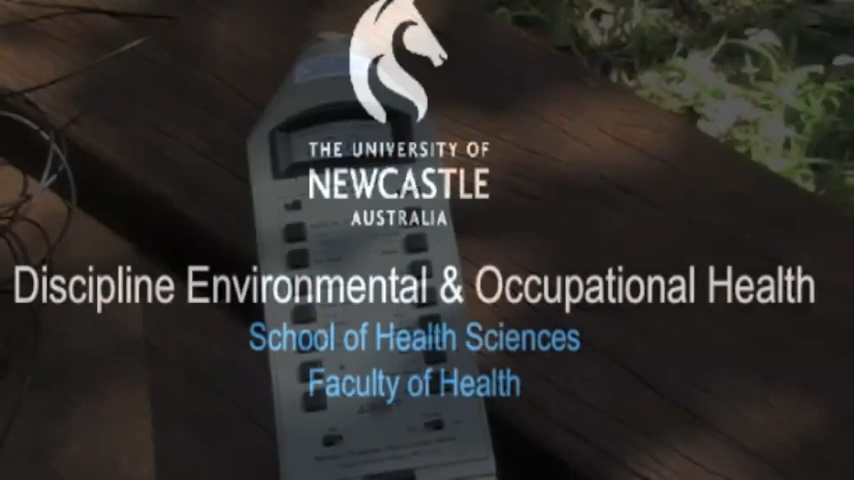 THE UNIVERSITY OF
NEWCASTLE
AUSTRALIA
Discipline Environmental & Occupational Health
School of Health Sciences
Faculty of Health